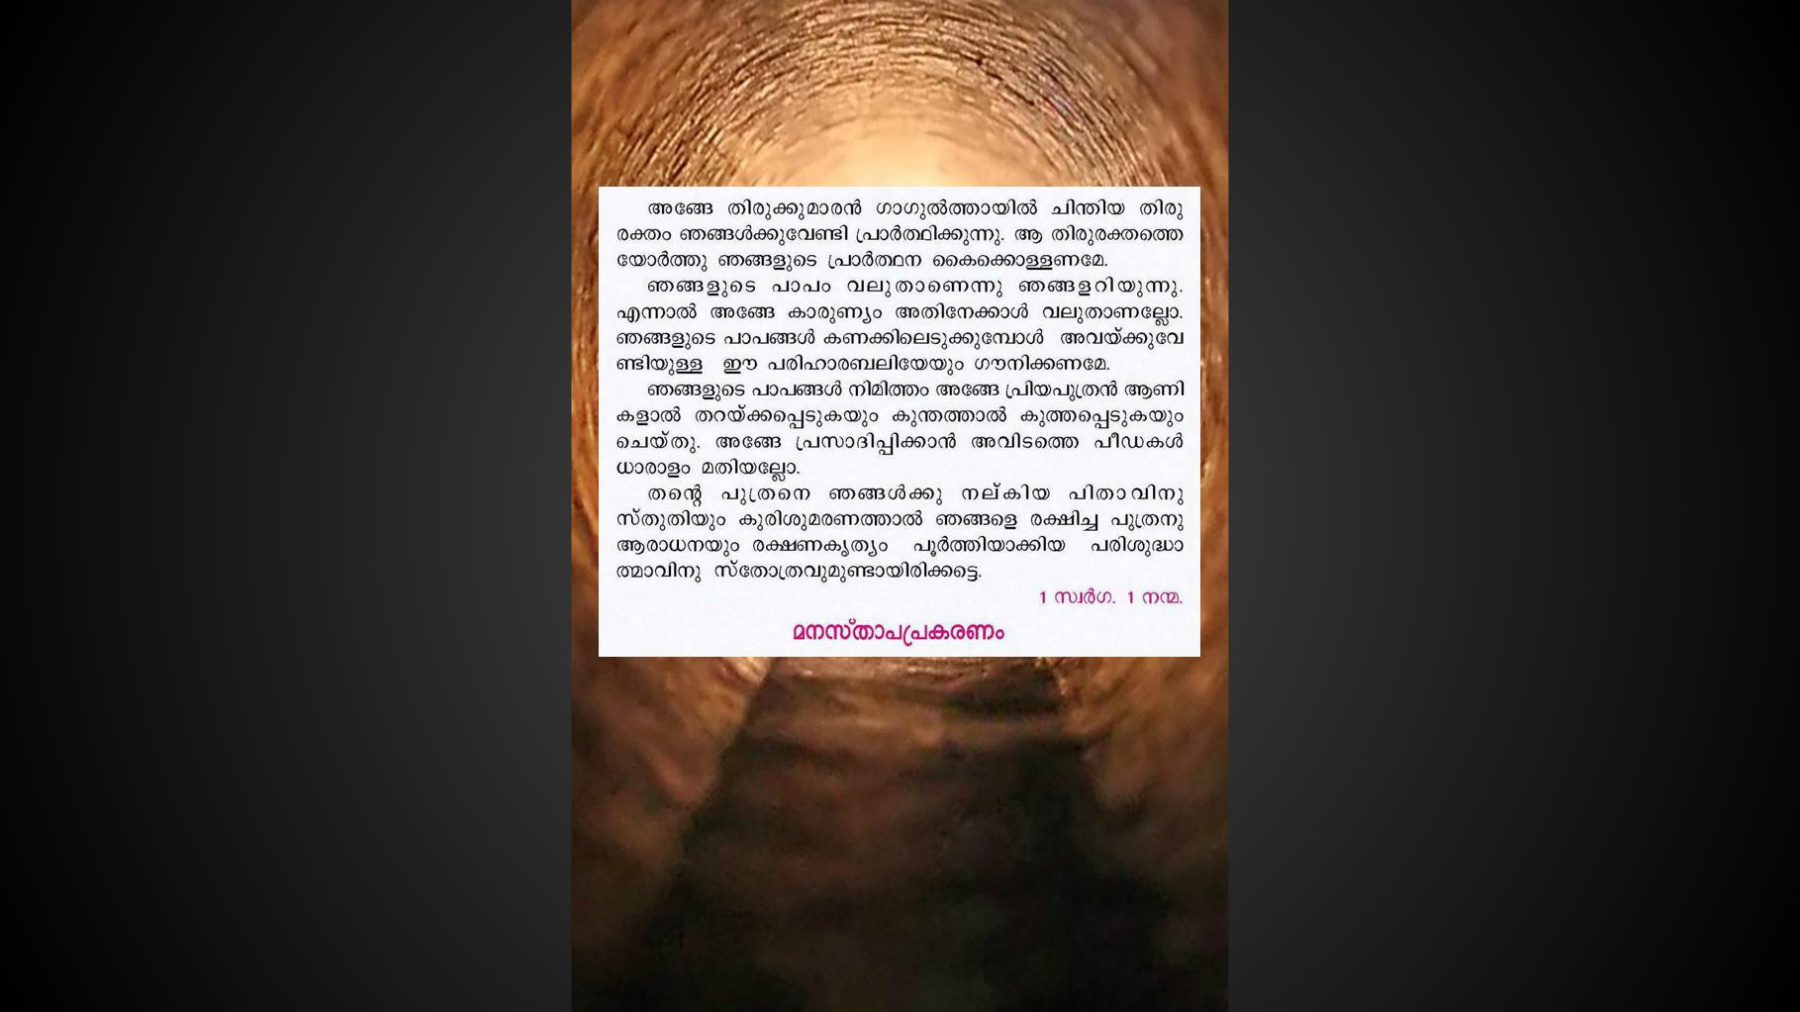 അങ്ങേ തിരുക്കുമാരൻ ഗാഗുൽത്തായിൽ ചിന്തിയ തിരു
രക്തം ഞങ്ങൾക്കുവേണ്ടി പ്രാർത്ഥിക്കുന്നു. ആ തിരുരക്തത്തെ
യോർത്തു ഞങ്ങളുടെ പ്രാർത്ഥന കൈക്കൊള്ളണമേ.
ഞങ്ങളുടെ പാപം വലുതാണെന്നു ഞങ്ങളറിയുന്നു.
എന്നാൽ അങ്ങേ കാരുണ്യം അതിനേക്കാൾ വലുതാണല്ലോ.
ഞങ്ങളുടെ പാപങ്ങൾ കണക്കിലെടുക്കുമ്പോൾ അവയ്ക്കുവേ
ണ്ടിയുള്ള ഈ പരിഹാരബലിയേയും ഗൗനിക്കണമേ.
ഞങ്ങളുടെ പാപങ്ങൾ നിമിത്തം അങ്ങേ പ്രിയപുത്രൻ ആണി
കളാൽ തറയ്ക്കപ്പെടുകയും കുന്തത്താൽ കുത്തപ്പെടുകയും
ചെയ്തു. അങ്ങേ പ്രസാദിപ്പിക്കാൻ അവിടത്തെ പീഡകൾ
ധാരാളം മതിയല്ലോ.
തന്റെ പുത്രനെ ഞങ്ങൾക്കു നല്കിയ പിതാവിനു
സ്തുതിയും കുരിശുമരണത്താൽ ഞങ്ങളെ രക്ഷിച്ച പുത്രനു
ആരാധനയും രക്ഷണകൃത്യം പൂർത്തിയാക്കിയ പരിശുദ്ധാ
ത്മാവിനു സ്തോത്രവുമുണ്ടായിരിക്കട്ടെ.
1 സ്വർഗ. 1 നന്മ.
മനസ്താപപ്രകരണം